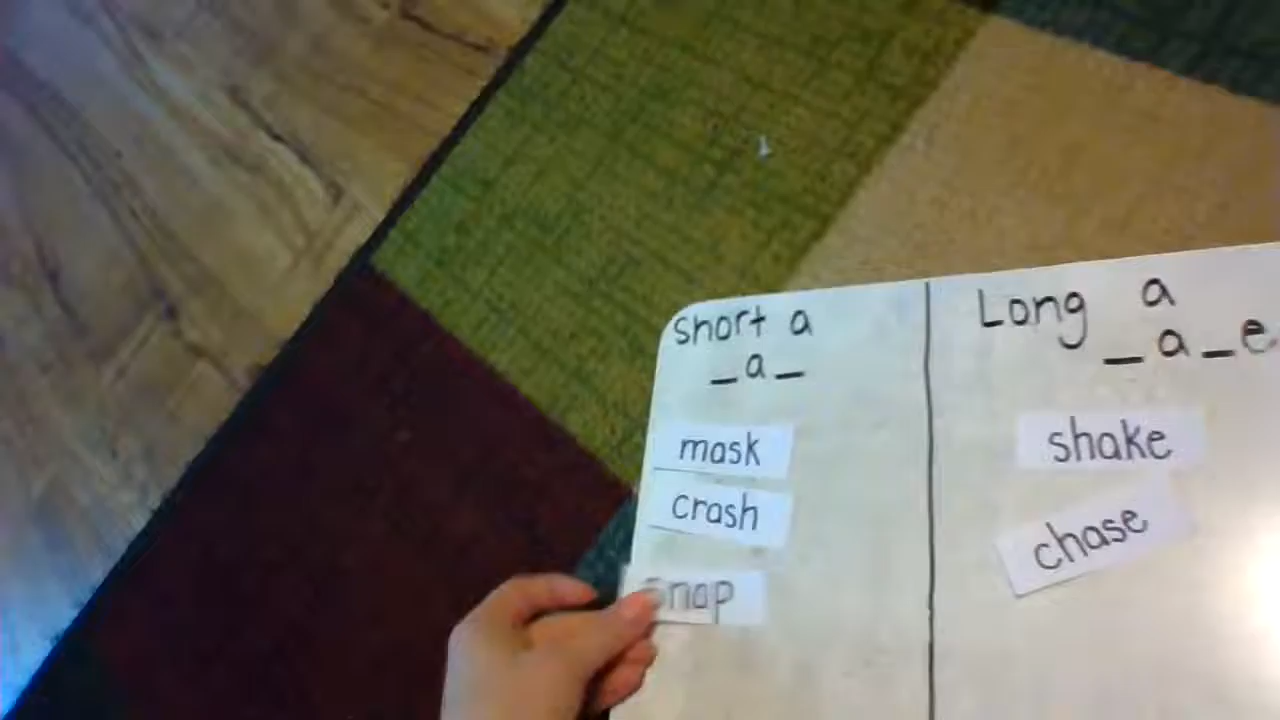 Short a
_a_
mask
crash
snap
Long a
_a_e
shake
chase